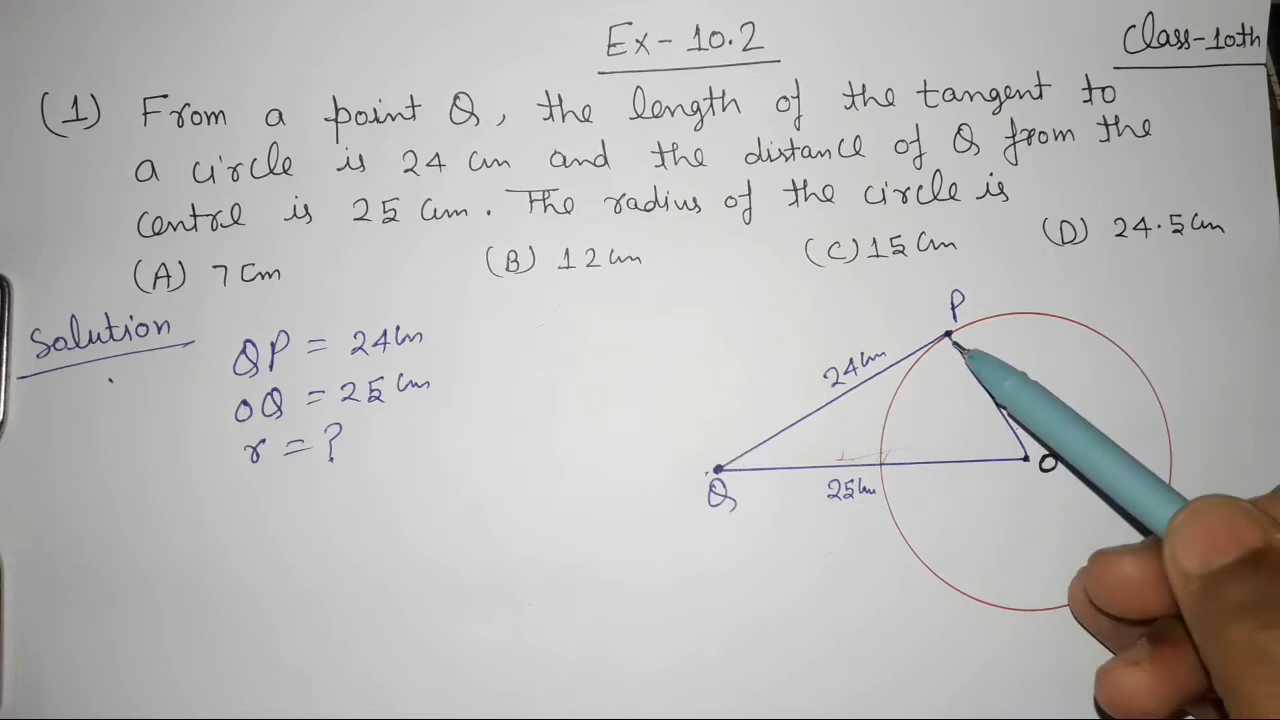 Ex-10.2
Class-10th
(1) From a point Q, the length of the tangent to
a circle is 24 cm and the distance of Q from the
centre is 25 cm. The radius of the circle is
(A) 7 cm (B) 12 cm (C) 15 cm (D) 24.5 cm
Solution
QP = 24 cm
OQ = 25 cm
r = ?
P
24 cm
O
Q
25 cm